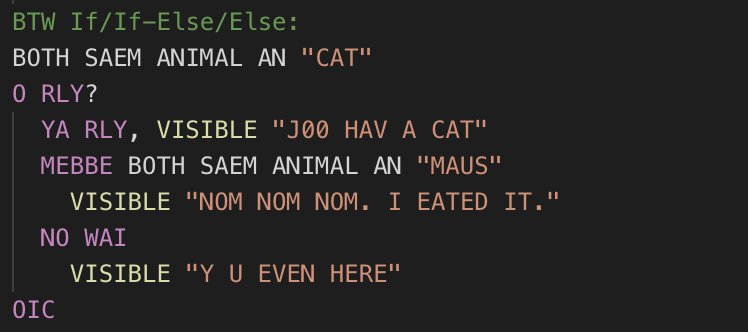 BTW If/If-Else/Else:
BOTH SAEM ANIMAL AN "CAT"
O RLY?
YA RLY, VISIBLE "J00 HAV A CAT"
MEBBE BOTH SAEM ANIMAL AN "MAUS"
VISIBLE "NOM NOM NOM. I EATED IT."
NO WAI
VISIBLE "Y U EVEN HERE"
OIC